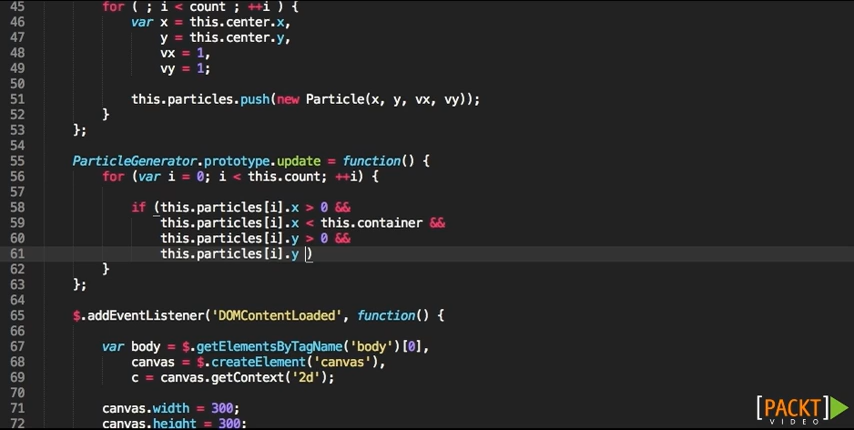 45 for ( ; i < count ; ++i ) {
46 var x = this.center.x,
47 y = this.center.y,
48 vx = 1,
49 vy = 1;
50
51 this.particles.push(new Particle(x, y, vx, vy));
52 }
53 };
54
55 ParticleGenerator.prototype.update = function() {
56 for (var i = 0; i < this.count; ++i) {
57
58 if (this.particles[i].x > 0 &&
59 this.particles[i].x < this.container &&
60 this.particles[i].y > 0 &&
61 this.particles[i].y )
62 }
63 };
64
65 $.addEventListener('DOMContentLoaded', function() {
66
67 var body = $.getElementsByTagName('body')[0],
68 canvas = $.createElement('canvas'),
69 c = canvas.getContext('2d');
70
71 canvas.width = 300;
72 canvas.height = 300;
[PACKT]
VIDEO